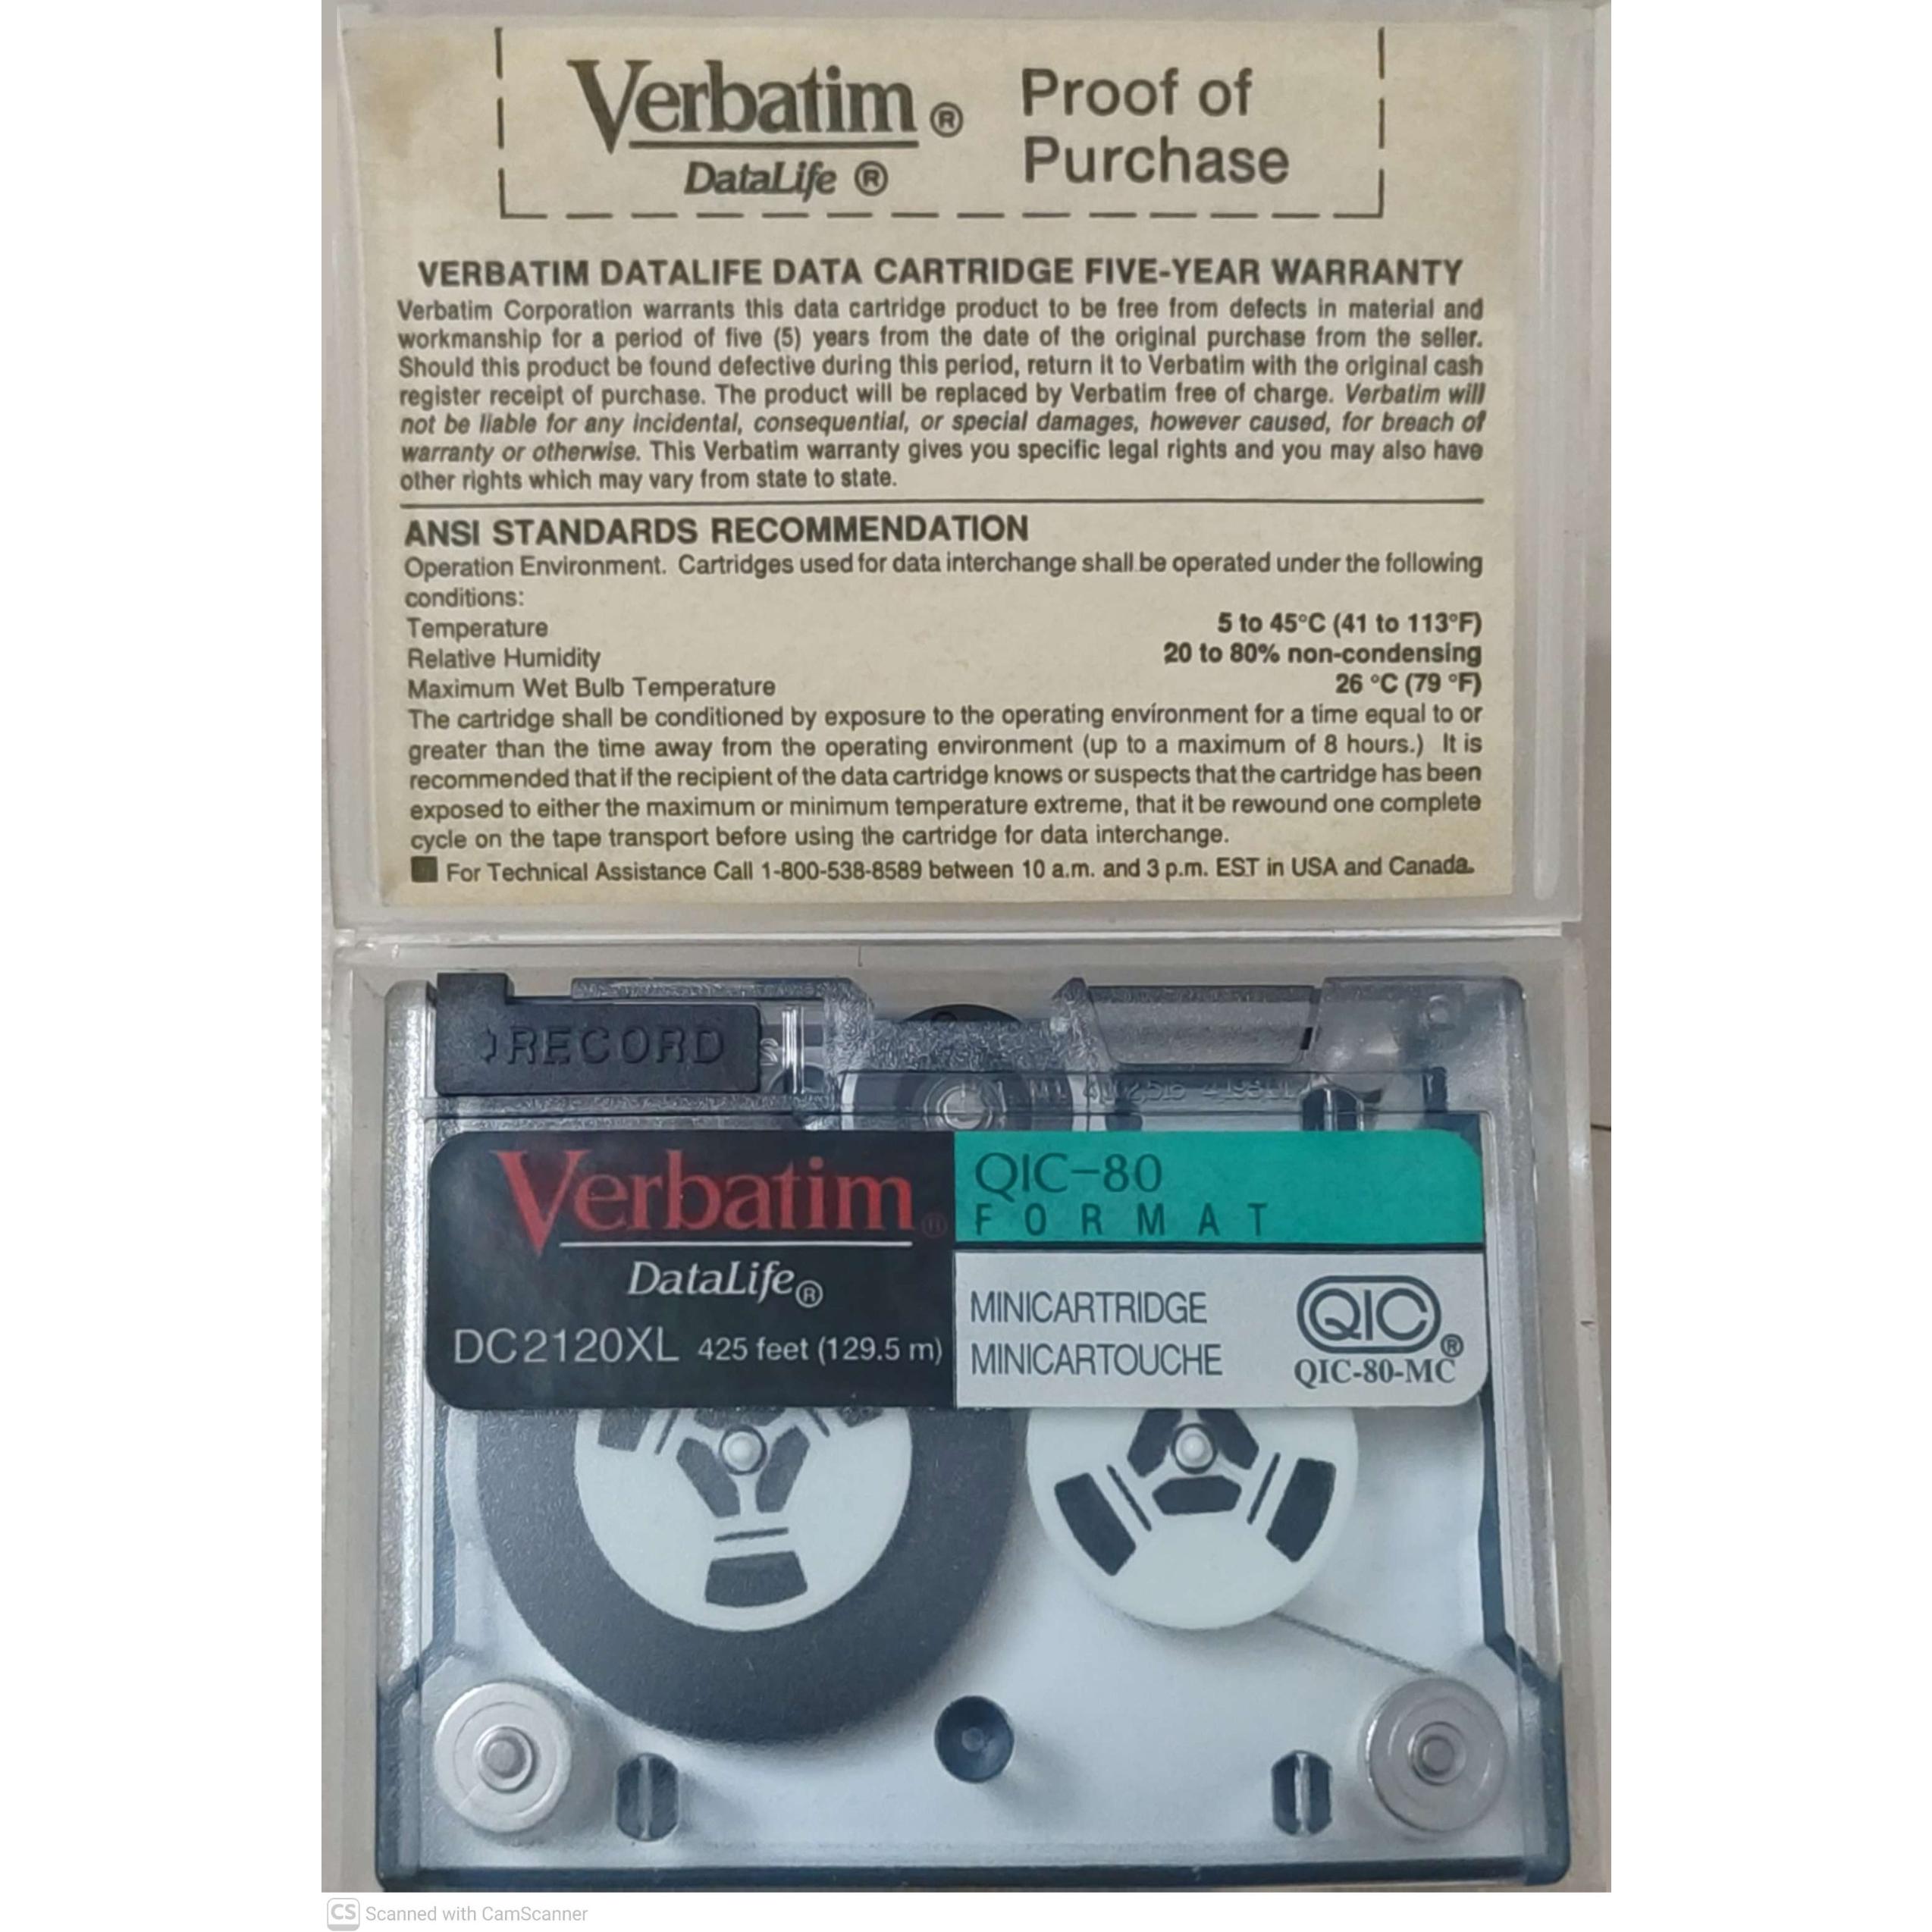 Verbatim ® Proof of
DataLife ® Purchase
VERBATIM DATALIFE DATA CARTRIDGE FIVE-YEAR WARRANTY
Verbatim Corporation warrants this data cartridge product to be free from defects in material and
workmanship for a period of five (5) years from the date of the original purchase from the seller.
Should this product be found defective during this period, return it to Verbatim with the original cash
register receipt of purchase. The product will be replaced by Verbatim free of charge. Verbatim will
not be liable for any incidental, consequential, or special damages, however caused, for breach of
warranty or otherwise. This Verbatim warranty gives you specific legal rights and you may also have
other rights which may vary from state to state.
ANSI STANDARDS RECOMMENDATION
Operation Environment. Cartridges used for data interchange shall be operated under the following
conditions:
Temperature 5 to 45°C (41 to 113°F)
Relative Humidity 20 to 80% non-condensing
Maximum Wet Bulb Temperature 26 °C (79 °F)
The cartridge shall be conditioned by exposure to the operating environment for a time equal to or
greater than the time away from the operating environment (up to a maximum of 8 hours.) It is
recommended that if the recipient of the data cartridge knows or suspects that the cartridge has been
exposed to either the maximum or minimum temperature extreme, that it be rewound one complete
cycle on the tape transport before using the cartridge for data interchange.
■ For Technical Assistance Call 1-800-538-8589 between 10 a.m. and 3 p.m. EST in USA and Canada.
RECORD
Verbatim ®
DataLife ®
DC2120XL 425 feet (129.5 m)
QIC-80
FORMAT
MINICARTRIDGE
MINICARTOUCHE
QIC ®
QIC-80-MC
CS Scanned with CamScanner